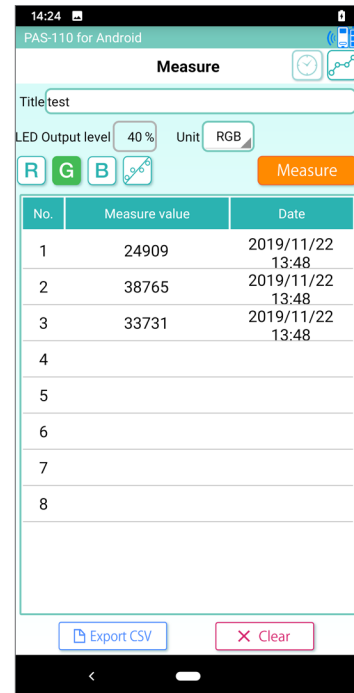 14:24
PAS-110 for Android
Measure
Title test
LED Output level 40 % Unit RGB
R G B Measure
No. Measure value Date
1 24909 2019/11/22 13:48
2 38765 2019/11/22 13:48
3 33731 2019/11/22 13:48
4
5
6
7
8
Export CSV Clear